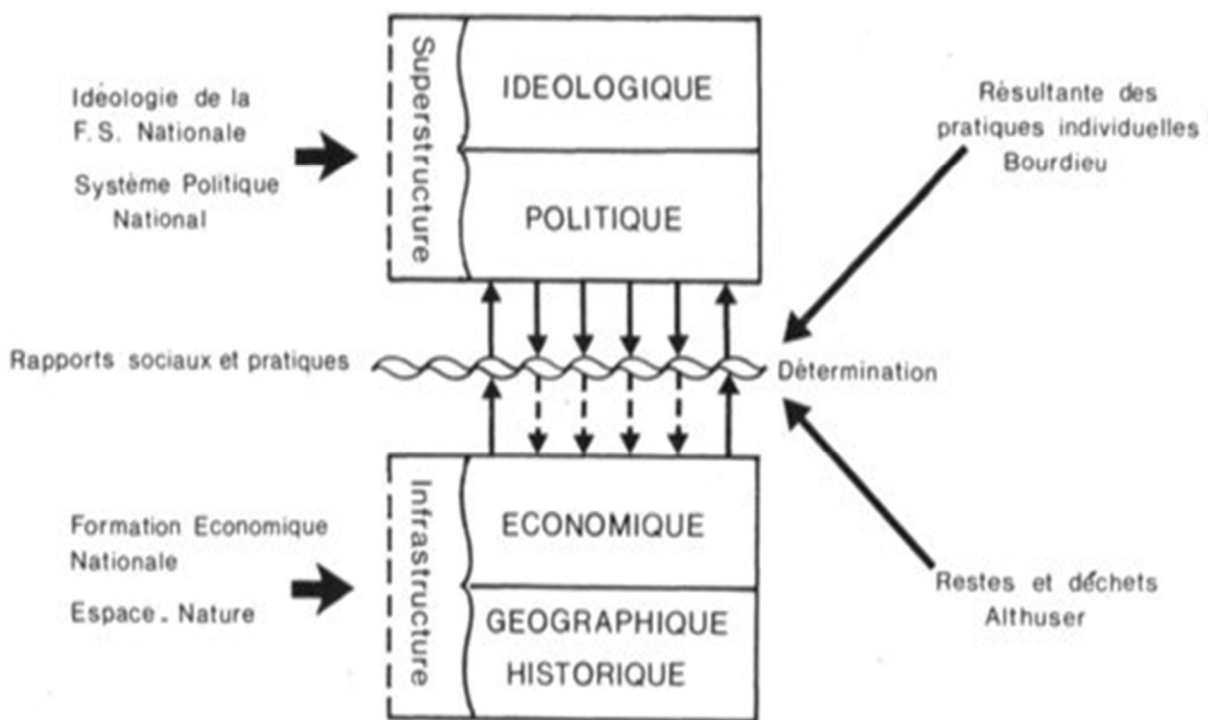 Idéologie de la
F.S. Nationale
Système Politique
National
Superstructure
IDEOLOGIQUE
POLITIQUE
Résultante des
pratiques individuelles
Bourdieu
Rapports sociaux et pratiques
Détermination
Formation Economique
Nationale
Espace - Nature
Infrastructure
ECONOMIQUE
GEOGRAPHIQUE
HISTORIQUE
Restes et déchets
Althuser